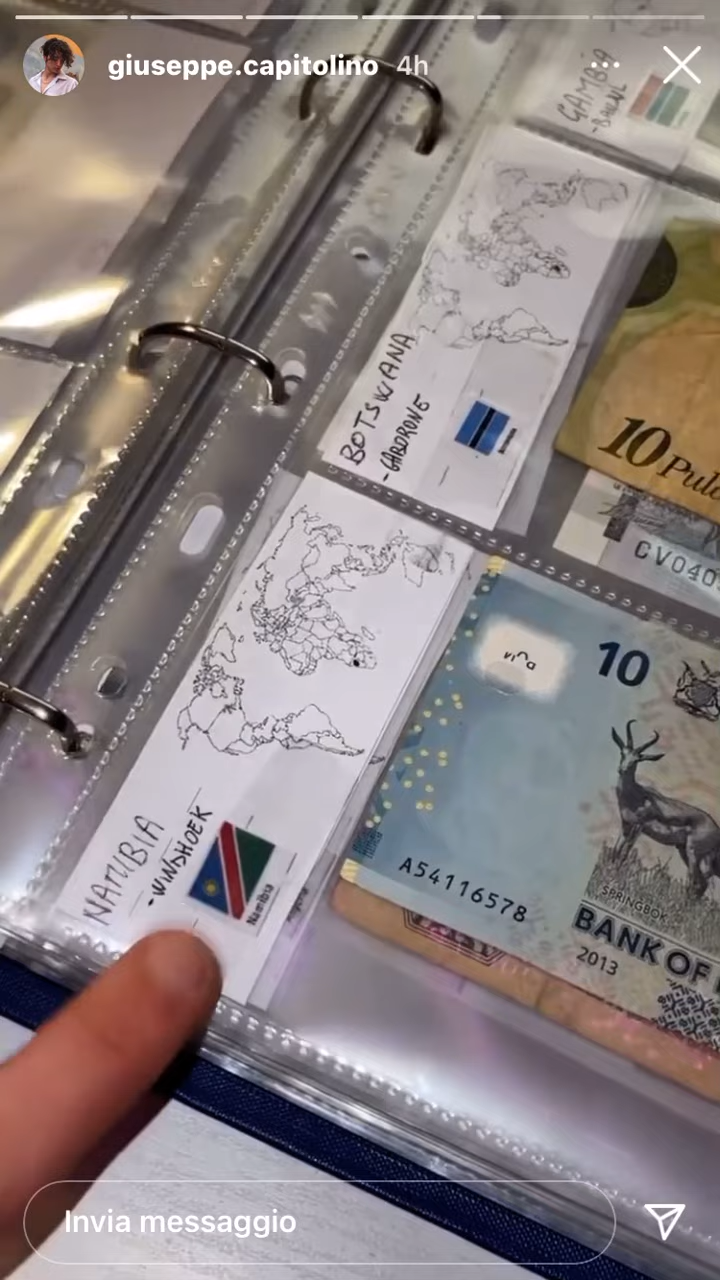 giuseppe.capitolino 4h
GAMBIA
BOTSWANA
-GABORONE
Botswana
10 Pula
CV040
10
NAMIBIA
-WINDHOEK
Namibia
A54116578
SPRINGBOK
BANK OF
2013
Invia messaggio